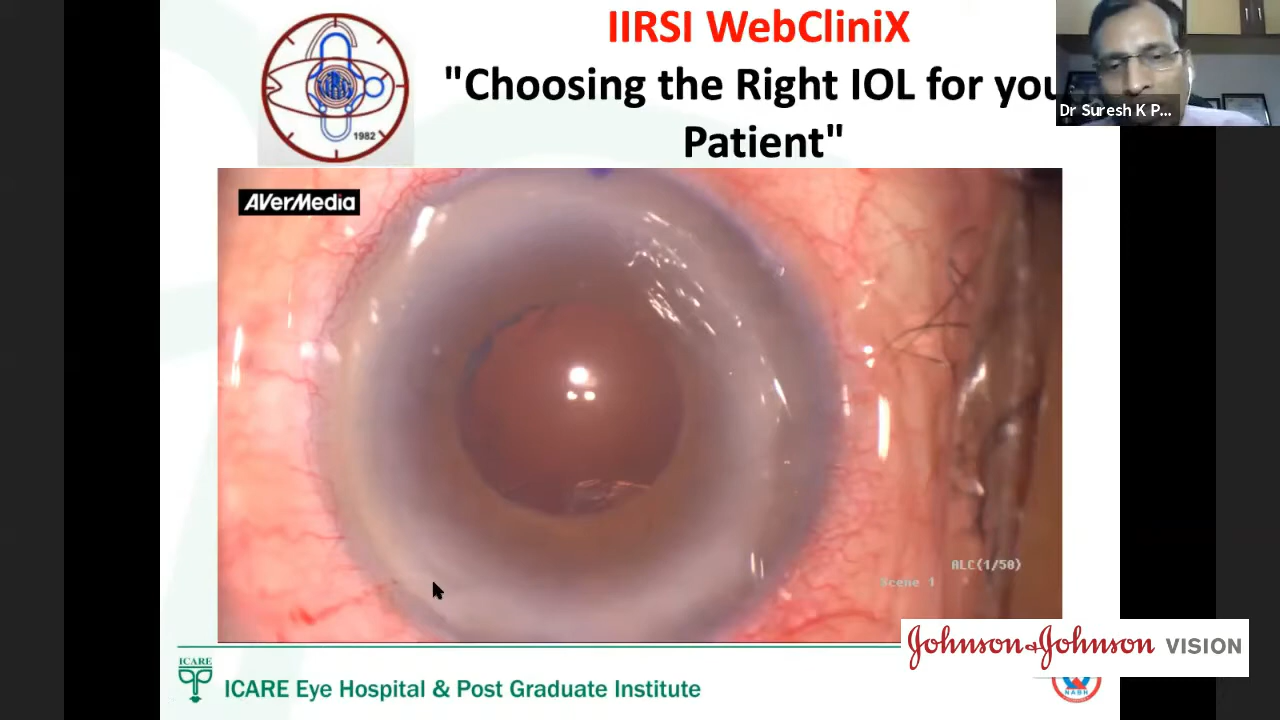 IIRSI WebCliniX
"Choosing the Right IOL for you
Patient"
1982
Dr Suresh K P...
AVerMedia
ALC(1/50)
Scene 1
Johnson&Johnson VISION
ICARE
ICARE Eye Hospital & Post Graduate Institute
NABH